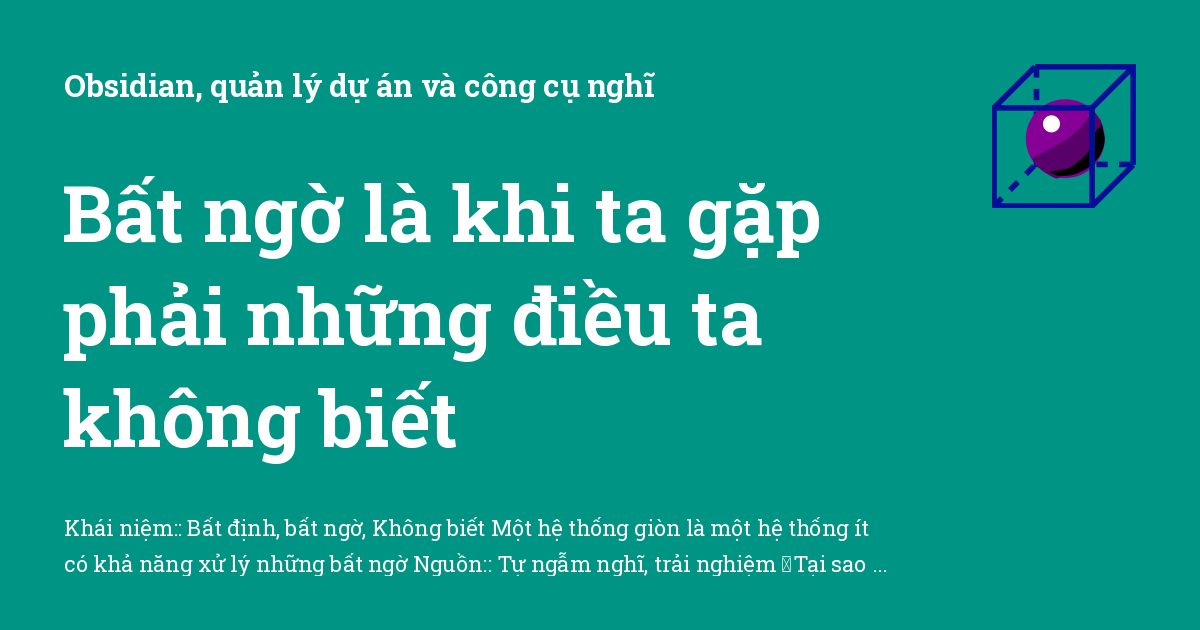 Obsidian, quản lý dự án và công cụ nghĩ
Bất ngờ là khi ta gặp
phải những điều ta
không biết
Khái niệm:: Bất định, bất ngờ, Không biết Một hệ thống giòn là một hệ thống ít
có khả năng xử lý những bất ngờ Nguồn:: Tự ngẫm nghĩ, trải nghiệm Tại sao ...